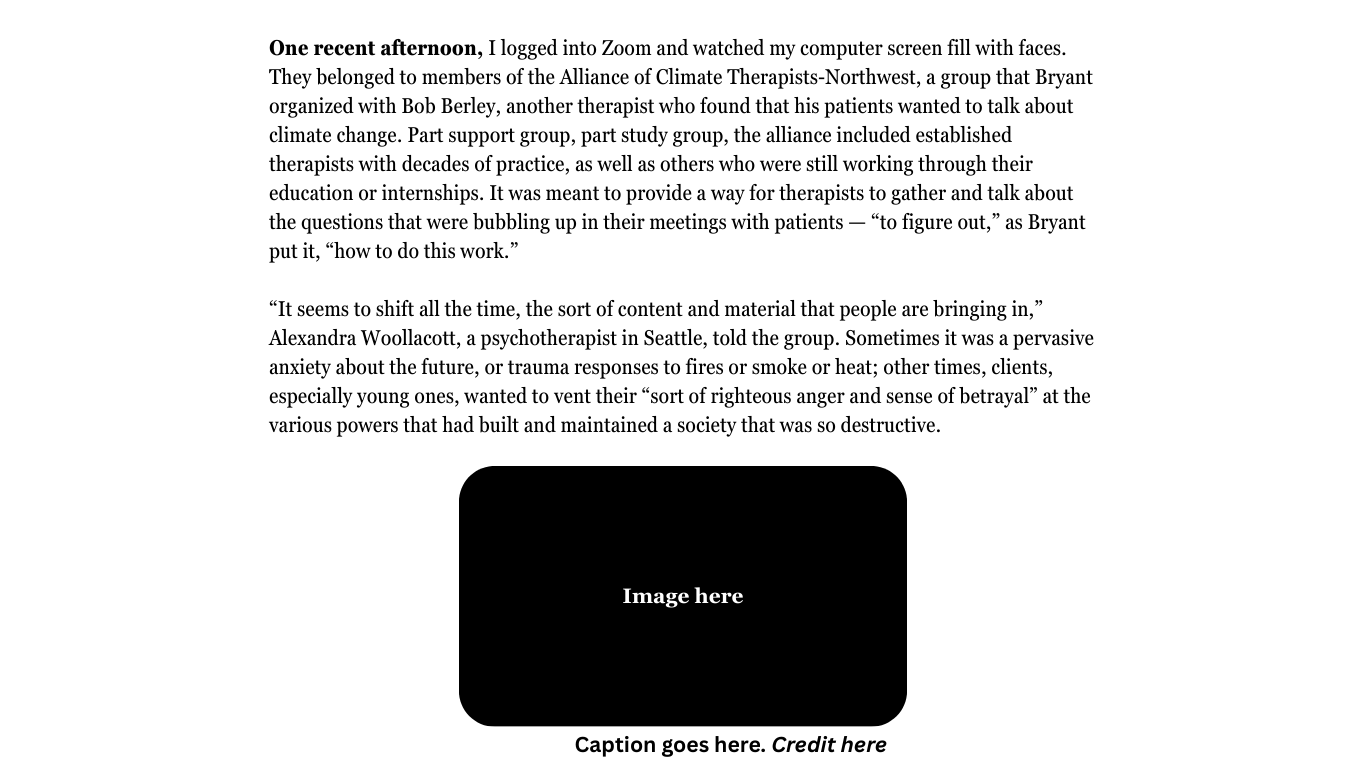 One recent afternoon, I logged into Zoom and watched my computer screen fill with faces.
They belonged to members of the Alliance of Climate Therapists-Northwest, a group that Bryant
organized with Bob Berley, another therapist who found that his patients wanted to talk about
climate change. Part support group, part study group, the alliance included established
therapists with decades of practice, as well as others who were still working through their
education or internships. It was meant to provide a way for therapists to gather and talk about
the questions that were bubbling up in their meetings with patients — “to figure out,” as Bryant
put it, “how to do this work.”
“It seems to shift all the time, the sort of content and material that people are bringing in,”
Alexandra Woollacott, a psychotherapist in Seattle, told the group. Sometimes it was a pervasive
anxiety about the future, or trauma responses to fires or smoke or heat; other times, clients,
especially young ones, wanted to vent their “sort of righteous anger and sense of betrayal” at the
various powers that had built and maintained a society that was so destructive.
Image here
Caption goes here. Credit here